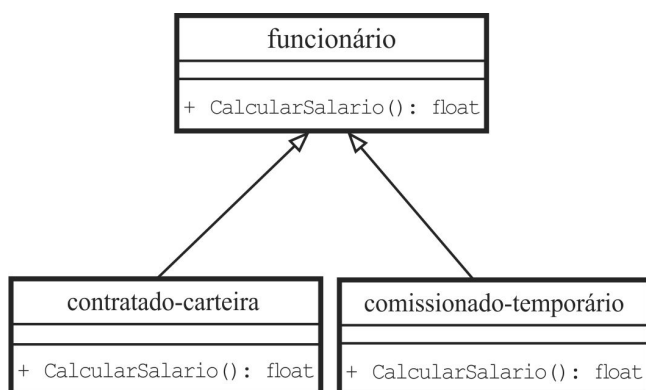 funcionário
+ CalcularSalario(): float
contratado-carteira
+ CalcularSalario(): float
comissionado-temporário
+ CalcularSalario(): float